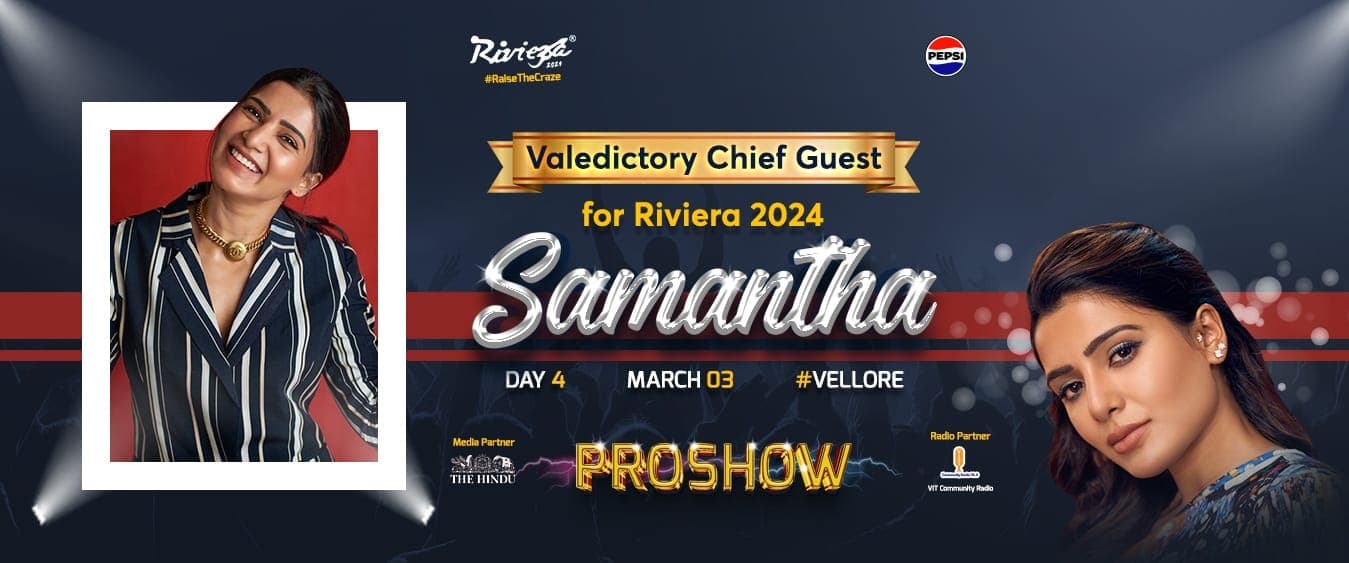 Riviera®
2024
#RaiseTheCraze
PEPSI
Valedictory Chief Guest
for Riviera 2024
Samantha
DAY 4 MARCH 03 #VELLORE
Media Partner
THE HINDU
PROSHOW
Radio Partner
VIT Community Radio